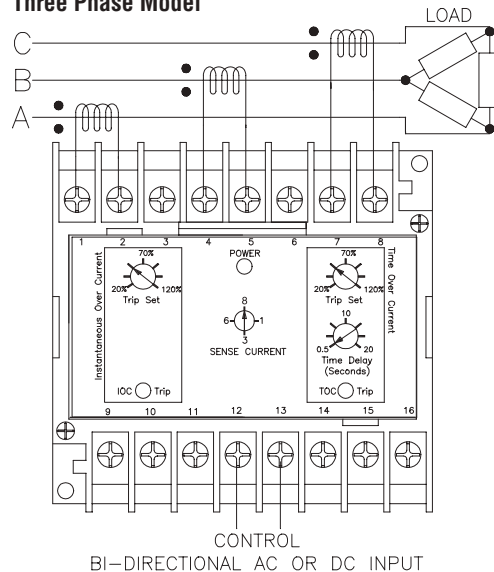 Three Phase Model
LOAD
C
B
A
1 2 3 4 5 6 7 8
Instantaneous Over Current
20% 70% 120%
Trip Set
IOC Trip
POWER
8
6 1
3
SENSE CURRENT
Time Over Current
20% 70% 120%
Trip Set
10
0.5 20
Time Delay
(Seconds)
TOC Trip
9 10 11 12 13 14 15 16
CONTROL
BI-DIRECTIONAL AC OR DC INPUT